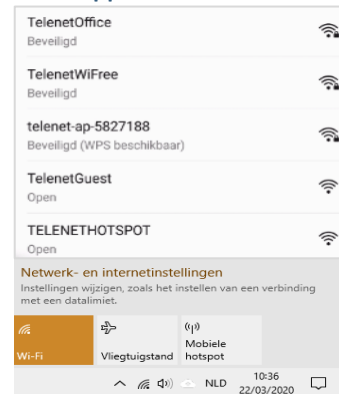 TelenetOffice
Beveiligd
TelenetWiFree
Beveiligd
telenet-ap-5827188
Beveiligd (WPS beschikbaar)
TelenetGuest
Open
TELENETHOTSPOT
Open
Netwerk- en internetinstellingen
Instellingen wijzigen, zoals het instellen van een verbinding
met een datalimiet.
Wi-Fi
Vliegtuigstand
Mobiele
hotspot
NLD
10:36
22/03/2020